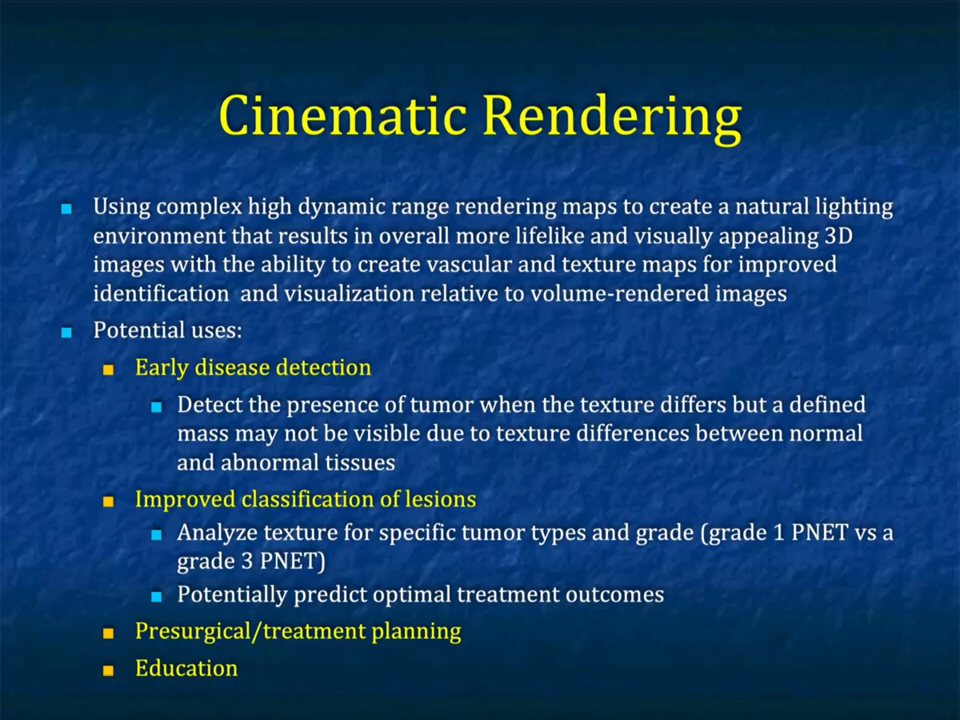 Cinematic Rendering
Using complex high dynamic range rendering maps to create a natural lighting
environment that results in overall more lifelike and visually appealing 3D
images with the ability to create vascular and texture maps for improved
identification  and visualization relative to volume-rendered images
Potential uses:
Early disease detection
Detect the presence of tumor when the texture differs but a defined
mass may not be visible due to texture differences between normal
and abnormal tissues
Improved classification of lesions
Analyze texture for specific tumor types and grade (grade 1 PNET vs a
grade 3 PNET)
Potentially predict optimal treatment outcomes
Presurgical/treatment planning
Education